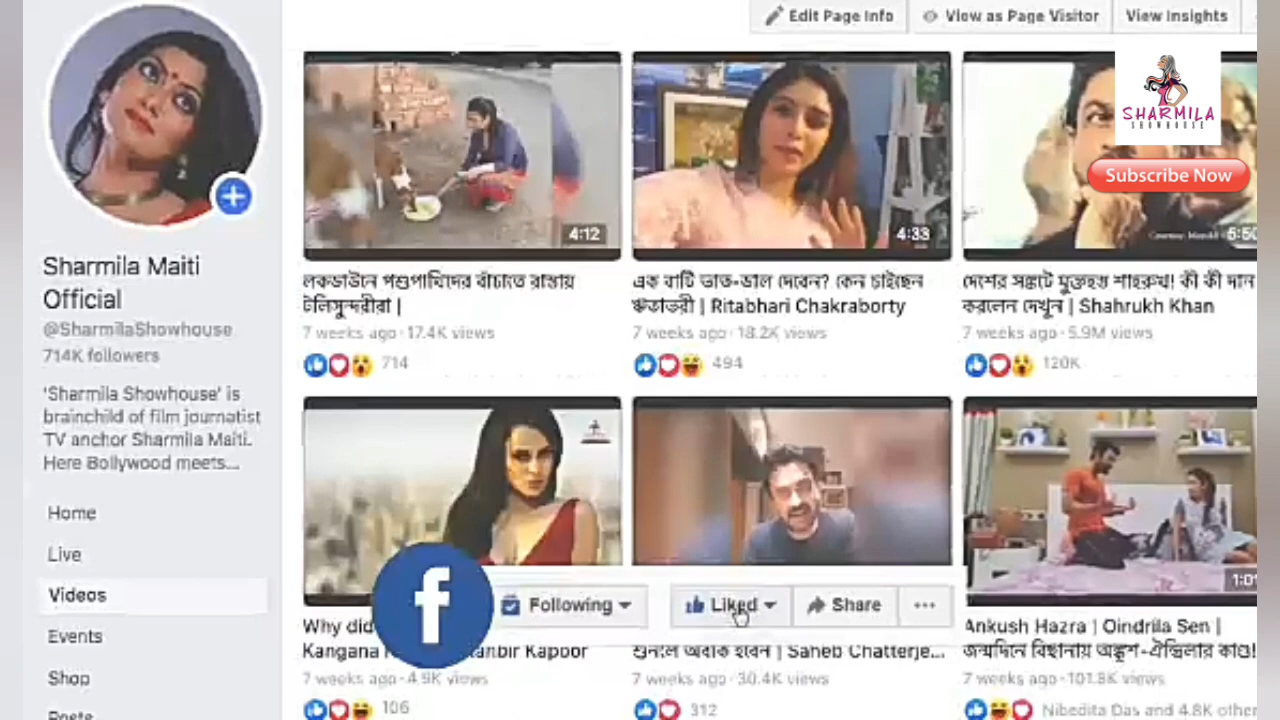 Edit Page Info
View as Page Visitor
View Insights
SHARMILA
SHOWHOUSE
Subscribe Now
4:12
4:33
5:50
Sharmila Maiti
Official
@SharmilaShowhouse
714K followers
'Sharmila Showhouse' is
brainchild of film journalist
TV anchor Sharmila Maiti.
Here Bollywood meets...
Home
Live
Videos
Events
Shop
Posts
লকডাউনে পশুপাখিদের বাঁচাতে রাস্তায়
টলিসুন্দরীরা |
7 weeks ago · 17.4K views
714
এক বাটি ভাত-ডাল দেবেন? কেন চাইছেন
ঋতাভরী | Ritabhari Chakraborty
7 weeks ago · 18.2K views
494
দেশের সঙ্কটে মুক্তহস্ত শাহরুখ! কী কী দান
করলেন দেখুন | Shahrukh Khan
7 weeks ago · 5.9M views
120K
f
Following
Liked
Share
Why did
Kangana Ranbir Kapoor
7 weeks ago · 4.9K views
106
শুনলে অবাক হবেন | Saheb Chatterje...
7 weeks ago · 30.4K views
312
1:0
Ankush Hazra | Oindrila Sen |
জন্মদিনে বিছানায় অঙ্কুশ-ঐন্দ্রিলার কাণ্ড!
7 weeks ago · 101.8K views
Nibedita Das and 4.8K other